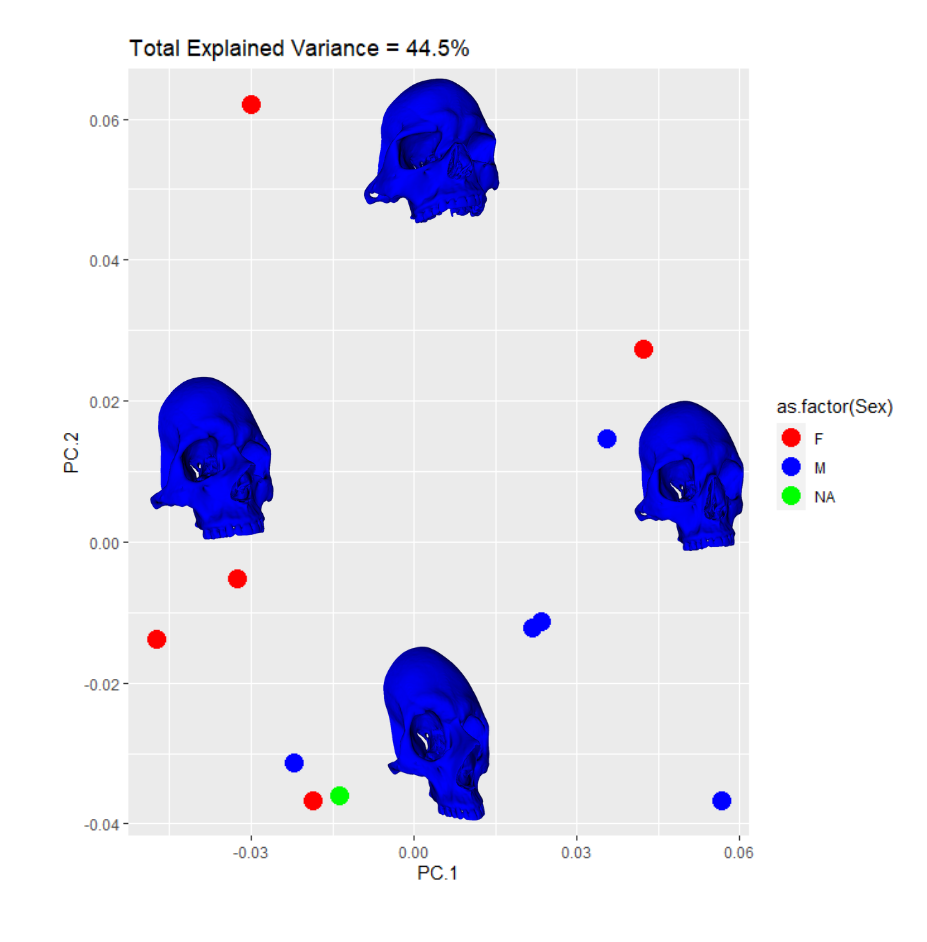 Total Explained Variance = 44.5%
0.06
0.04
0.02
0.00
-0.02
-0.04
PC.2
-0.03
0.00
0.03
0.06
PC.1
as.factor(Sex)
F
M
NA